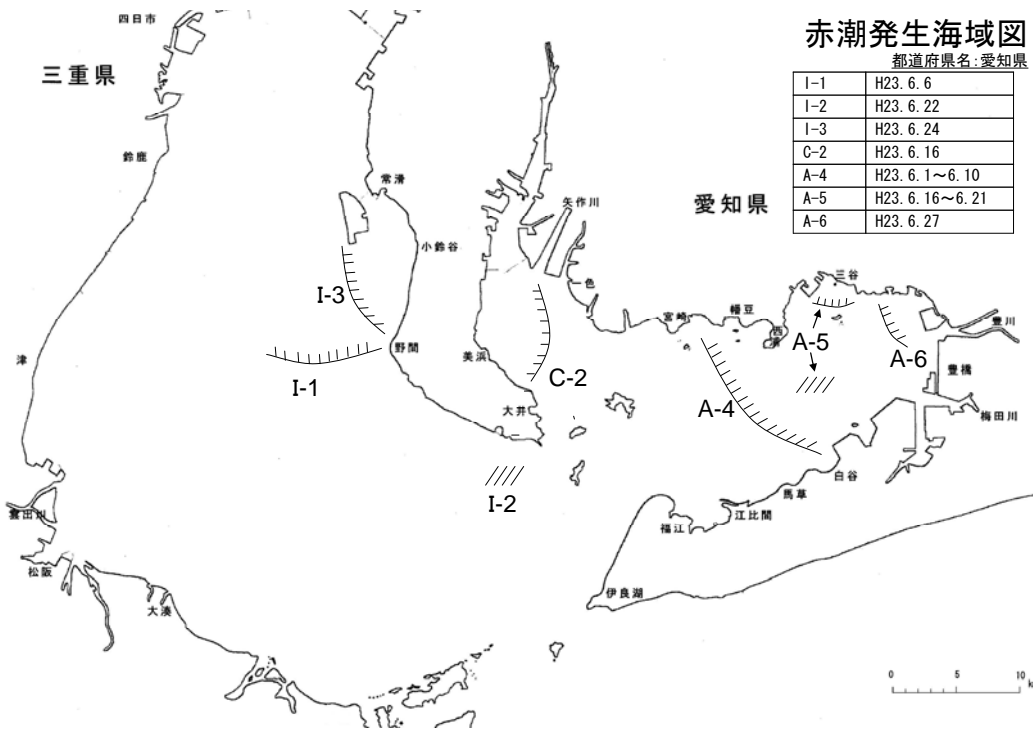 赤潮発生海域図
都道府県名:愛知県
I-1 H23.6.6
I-2 H23.6.22
I-3 H23.6.24
C-2 H23.6.16
A-4 H23.6.1～6.10
A-5 H23.6.16～6.21
A-6 H23.6.27
四日市
三重県
鈴鹿
常滑
矢作川
愛知県
小鈴谷
三谷
一色
I-3
宮崎
幡豆
西浦
豊川
A-5
A-6
津
野間
美浜
豊橋
I-1
C-2
A-4
大井
梅田川
白谷
I-2
馬草
江比間
福江
雲出川
松阪
伊良湖
大湊
0 5 10